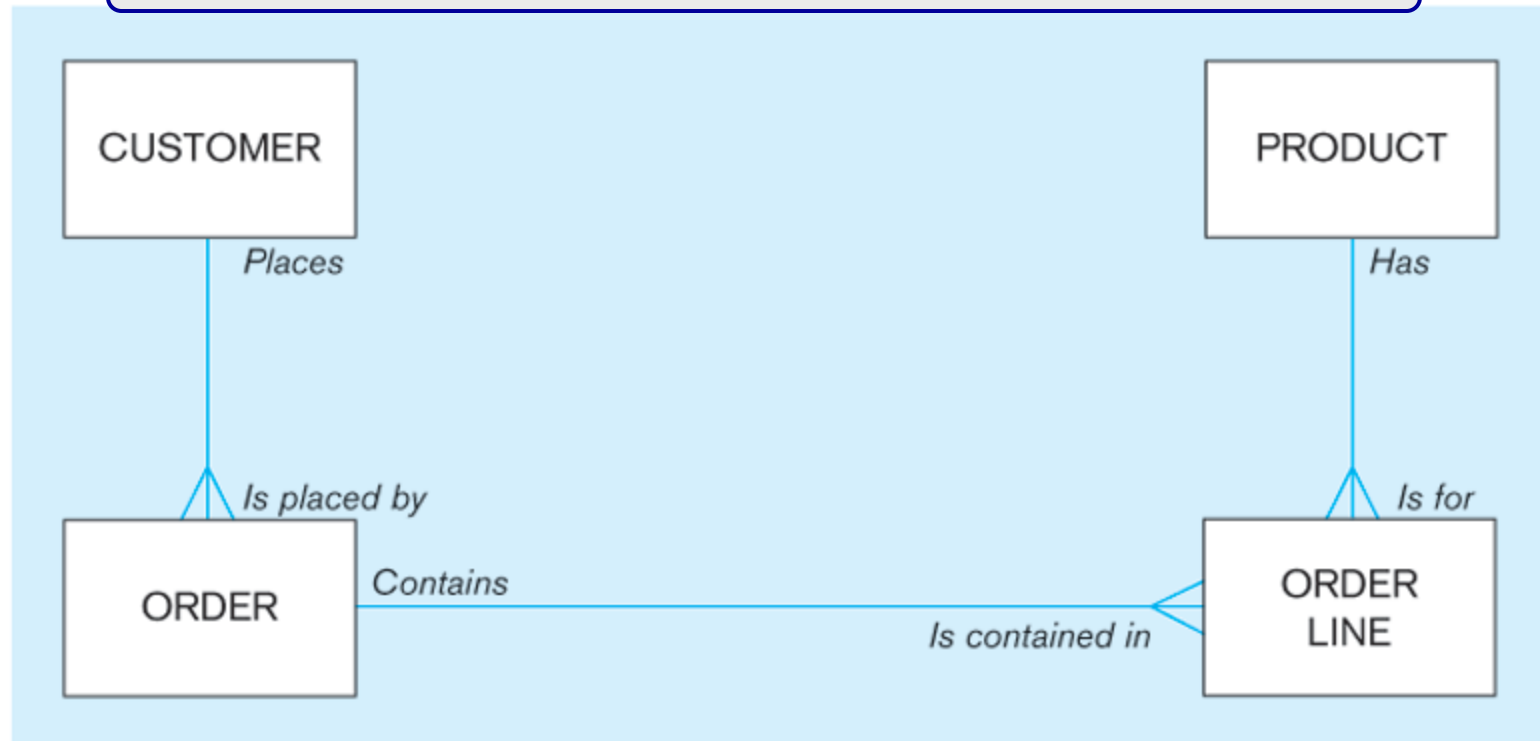 CUSTOMER
PRODUCT
Places
Has
Is placed by
Is for
ORDER
Contains
Is contained in
ORDER
LINE